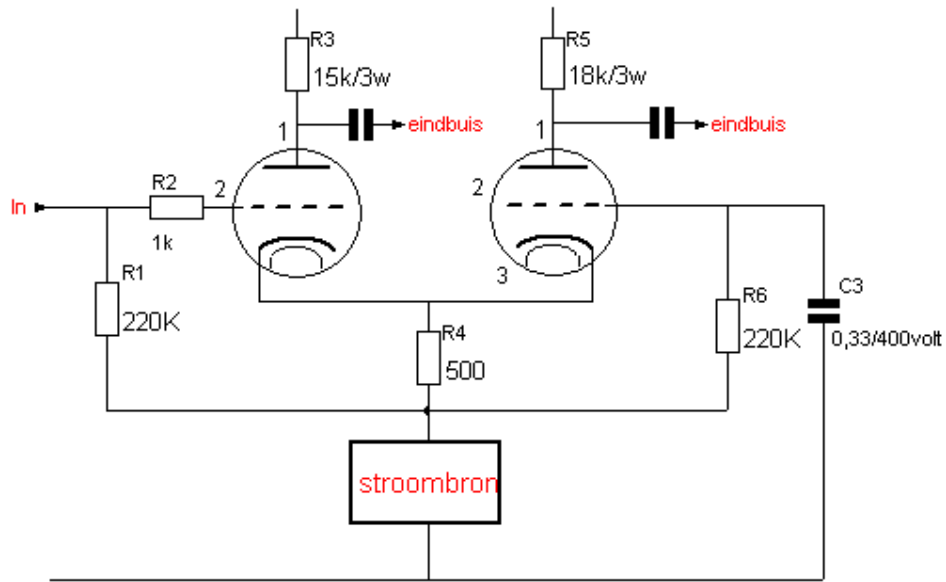 R3
15k/3w
1
eindbuis
R5
18k/3w
1
eindbuis
In
R2
1k
2
2
3
R1
220K
R4
500
R6
220K
C3
0,33/400volt
stroombron